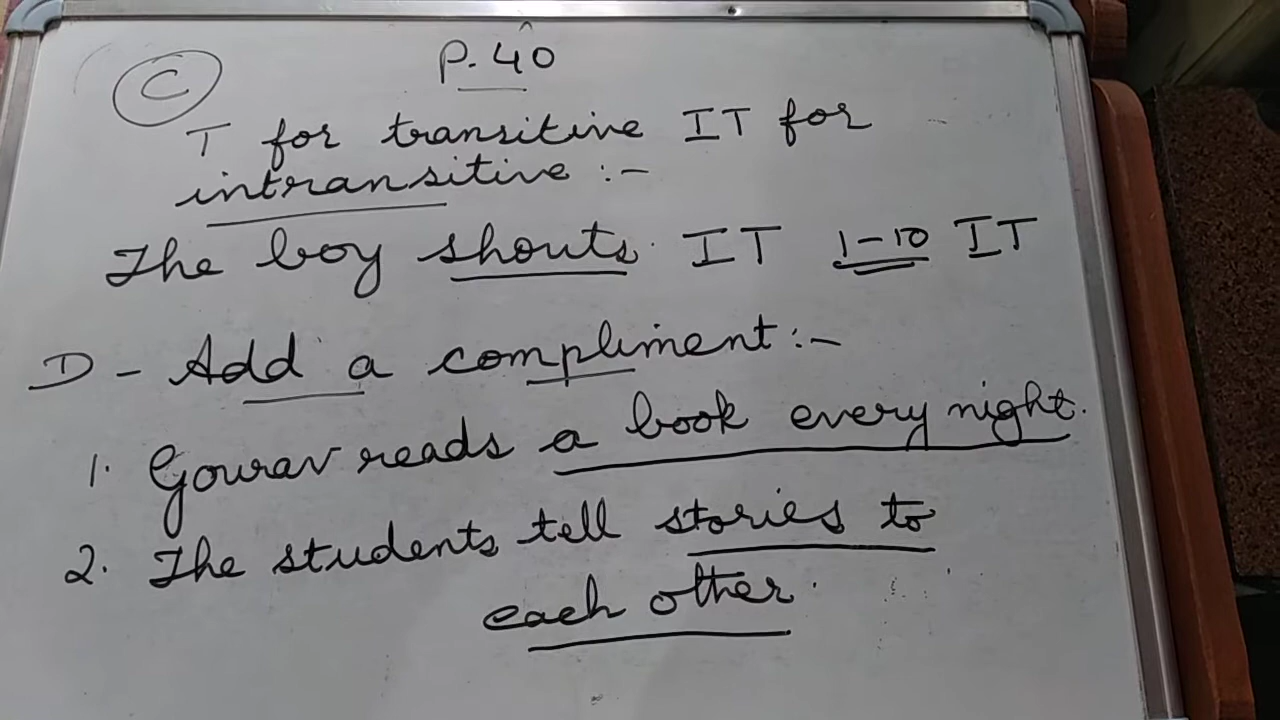 P. 40
C
T for transitive IT for
intransitive :-
The boy shouts. IT 1-10 IT
D - Add a compliment :-
1. Gourav reads a book every night.
2. The students tell stories to
each other.